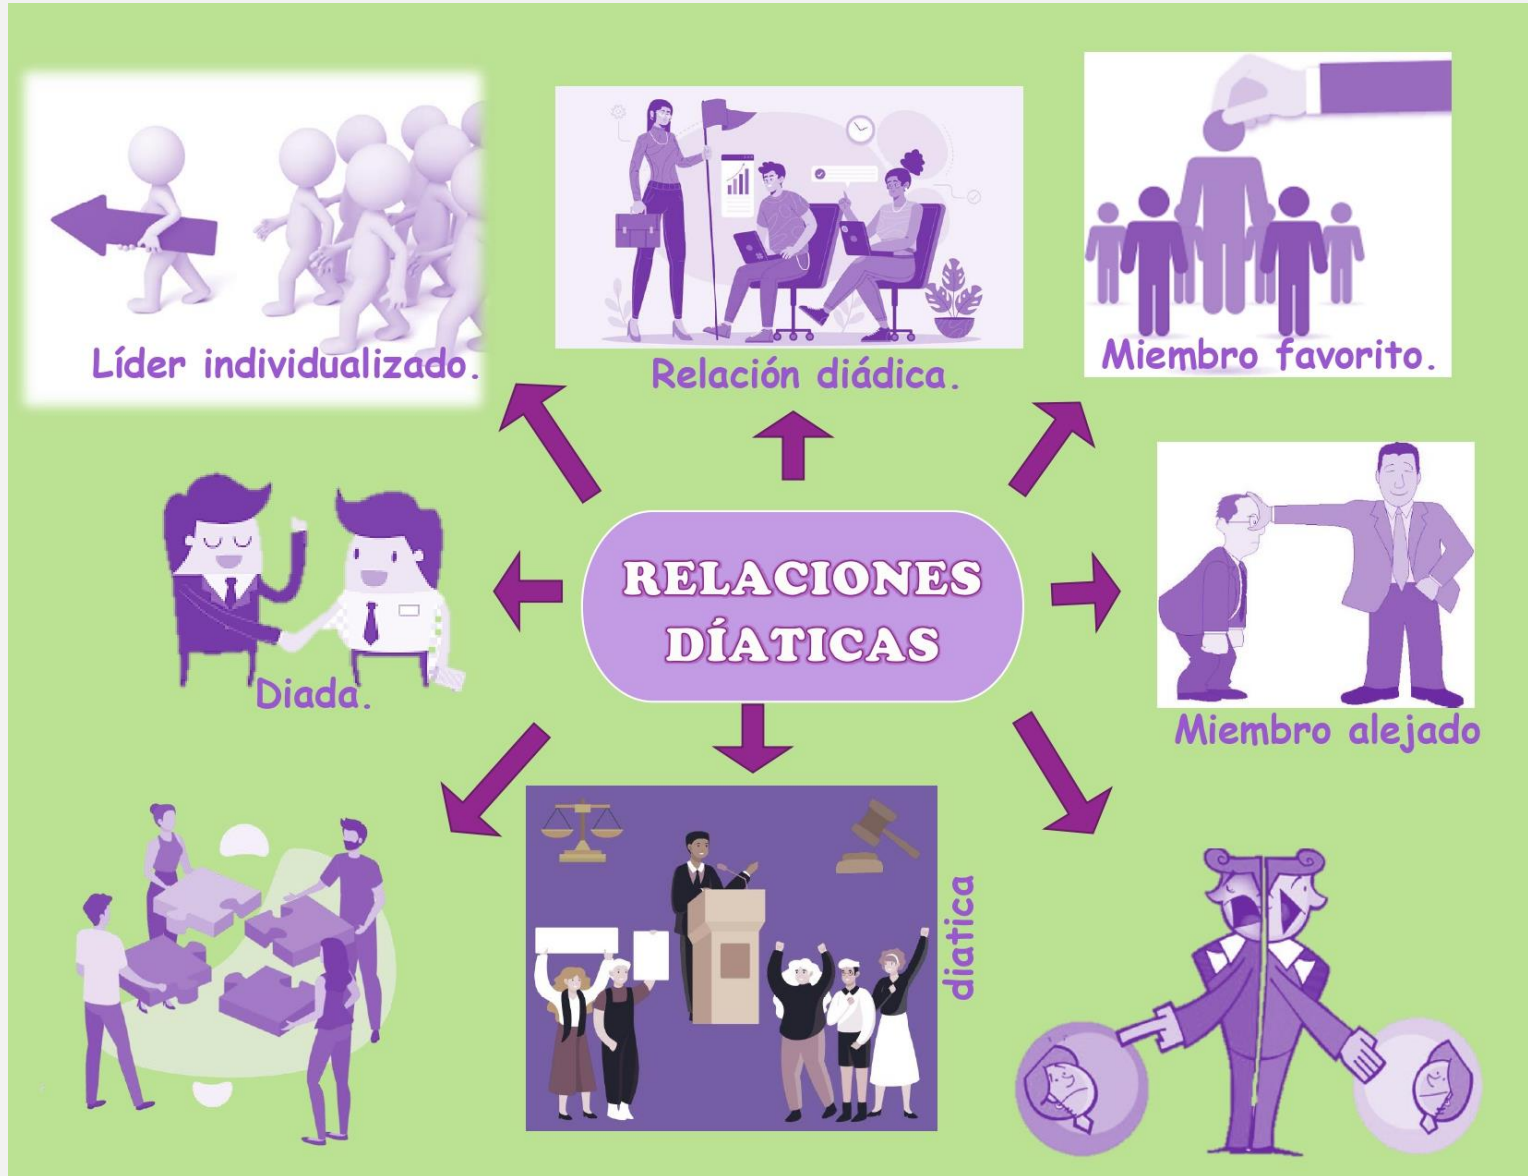 Líder individualizado.
Relación diádica.
Miembro favorito.
RELACIONES
DÍATICAS
Diada.
Miembro alejado
diatica